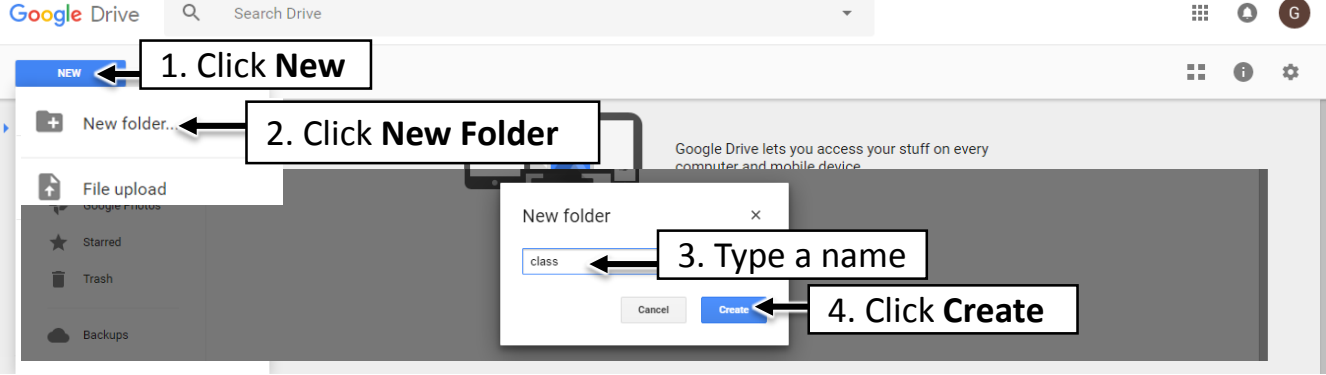 Google Drive
Search Drive
G
NEW
1. Click New
New folder...
2. Click New Folder
Google Drive lets you access your stuff on every
computer and mobile device
File upload
Google Photos
New folder
×
Starred
class
3. Type a name
Trash
Cancel
Create
4. Click Create
Backups